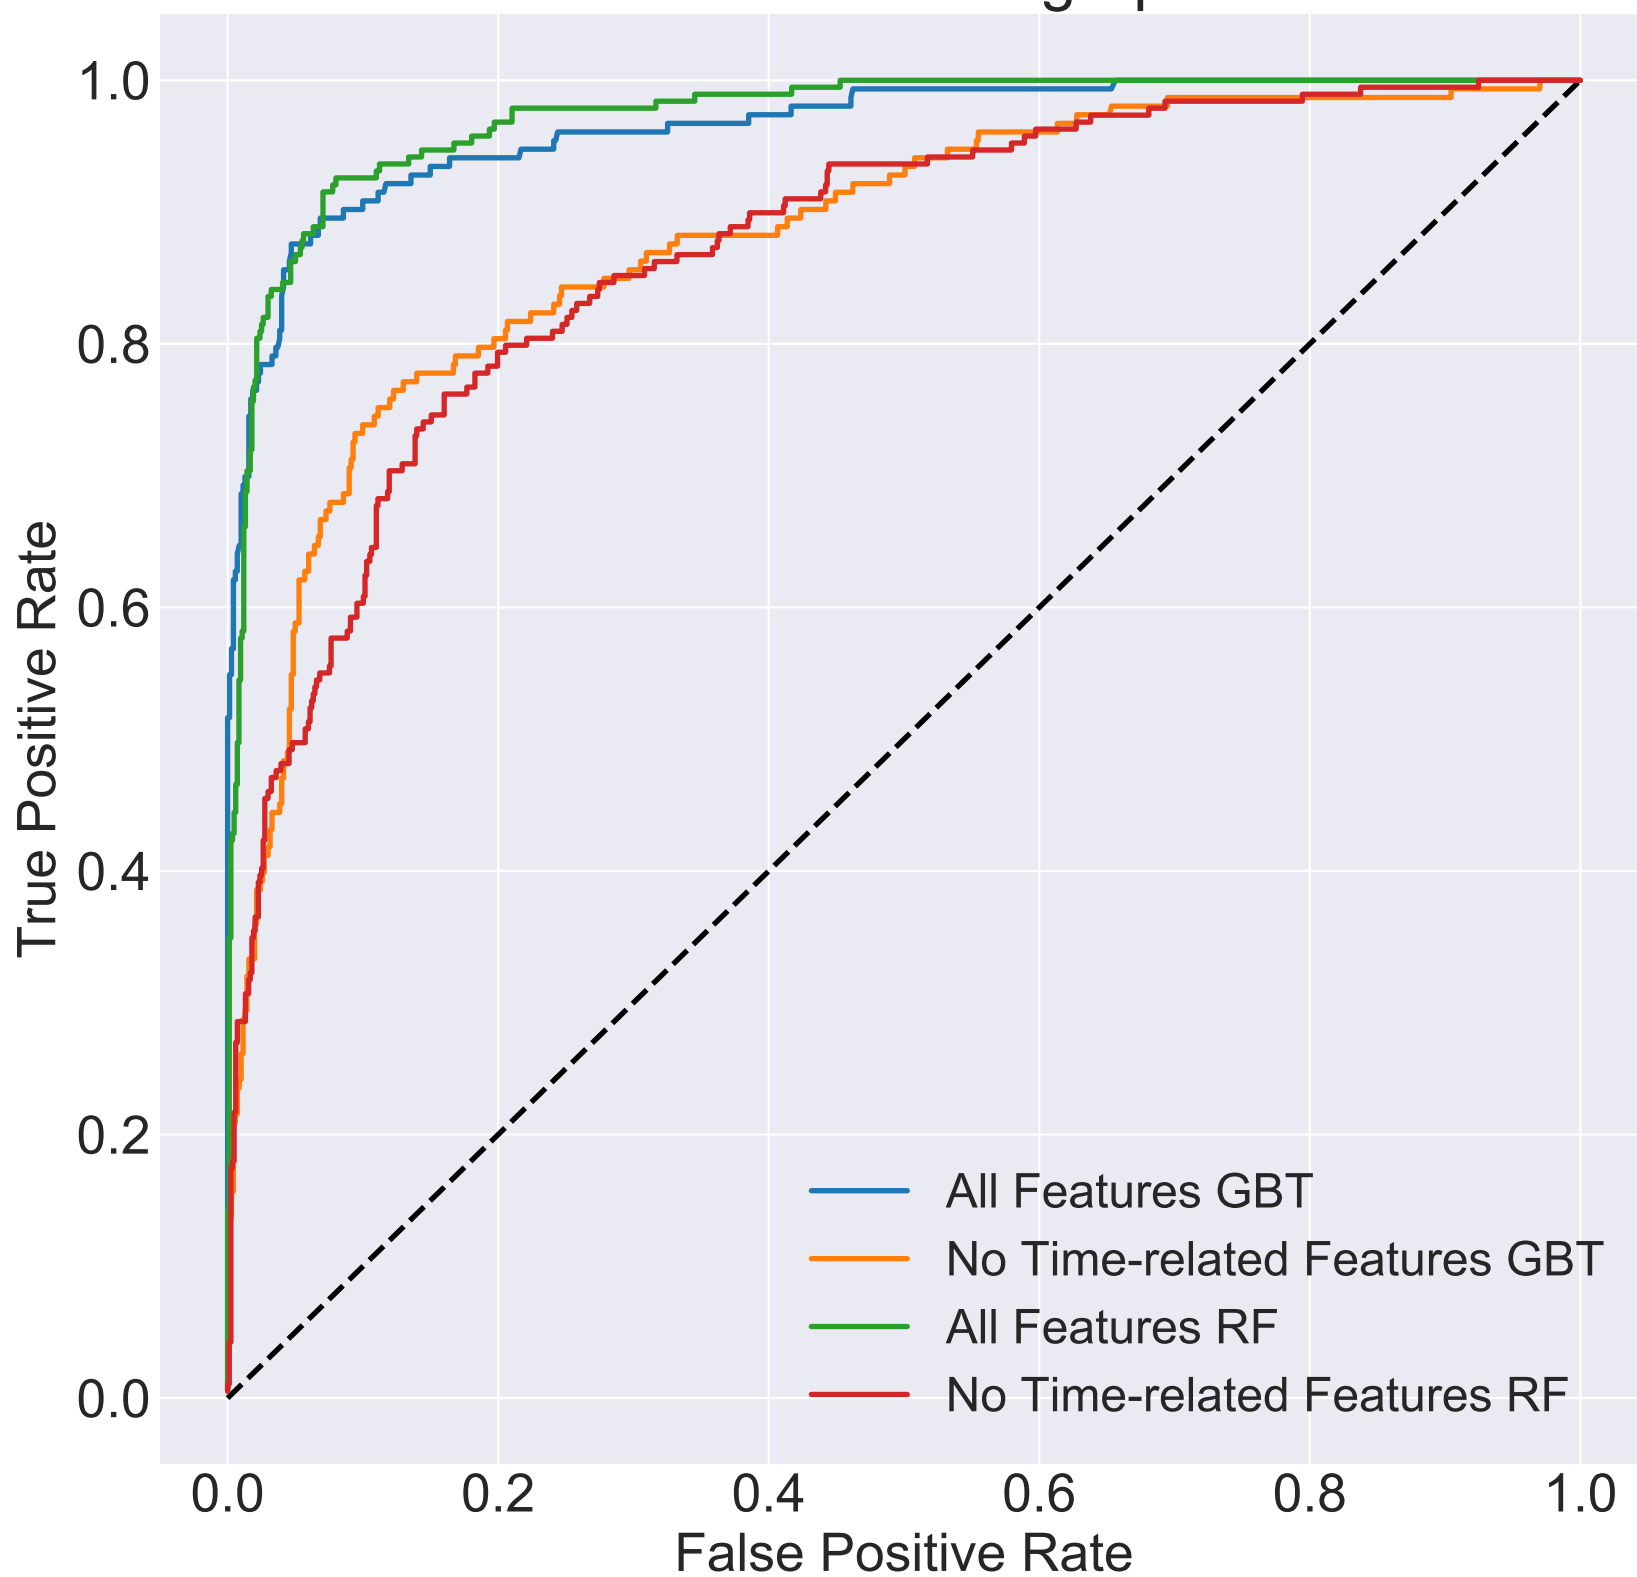 True Positive Rate
1.0
0.8
0.6
0.4
0.2
0.0
All Features GBT
No Time-related Features GBT
All Features RF
No Time-related Features RF
0.0 0.2 0.4 0.6 0.8 1.0
False Positive Rate